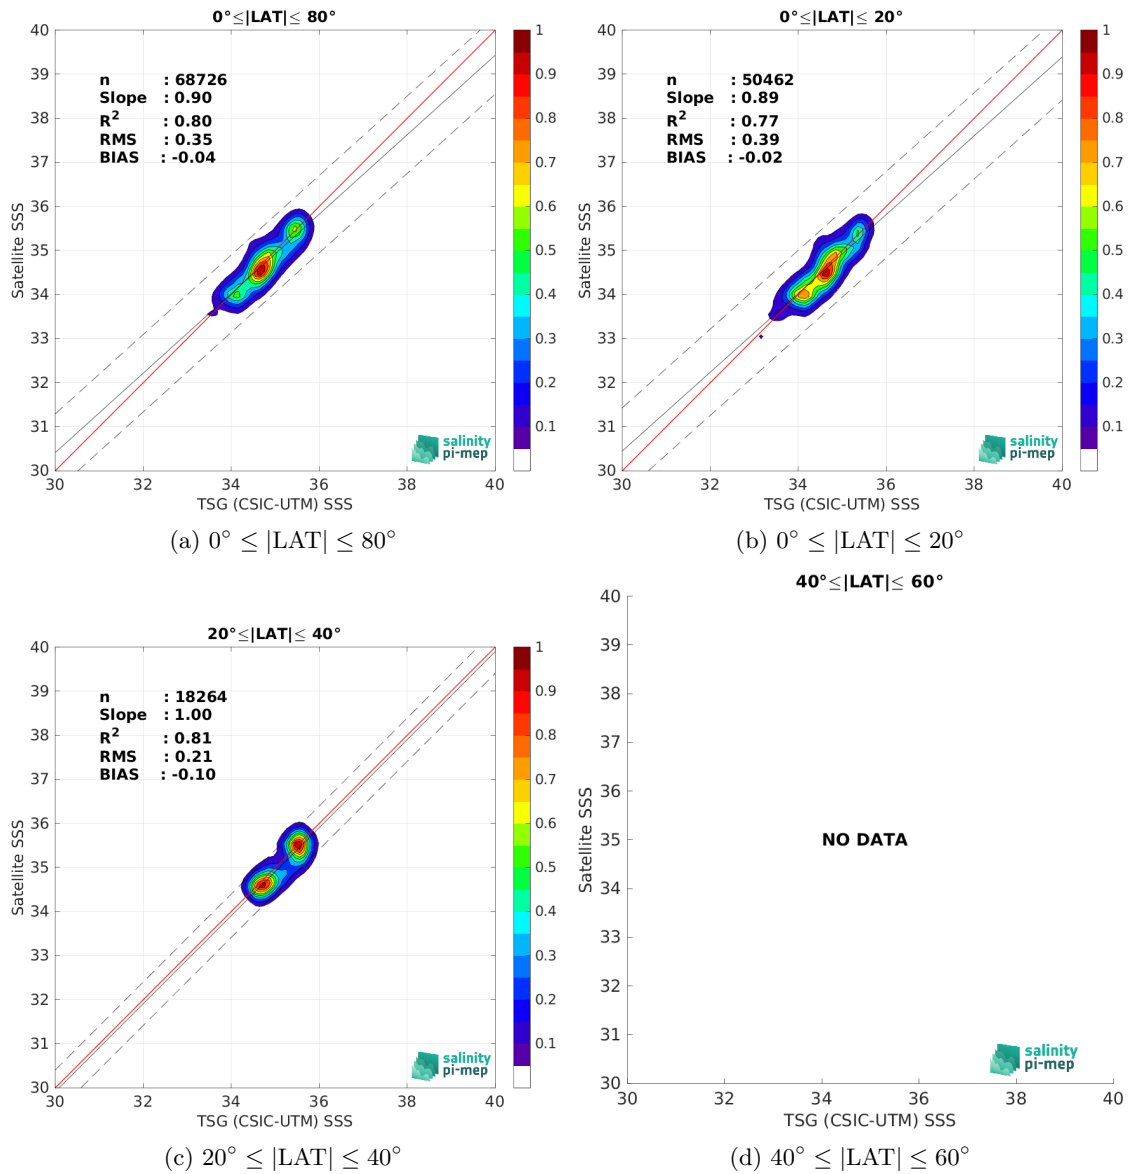 0°≤|LAT|≤ 80°
40
39
38
37
36
35
34
33
32
31
30
Satellite SSS
n : 68726
Slope : 0.90
R² : 0.80
RMS : 0.35
BIAS : -0.04
1
0.9
0.8
0.7
0.6
0.5
0.4
0.3
0.2
0.1
salinity
pi-mep
30 32 34 36 38 40
TSG (CSIC-UTM) SSS
(a) 0° ≤ |LAT| ≤ 80°
0°≤|LAT|≤ 20°
40
39
38
37
36
35
34
33
32
31
30
Satellite SSS
n : 50462
Slope : 0.89
R² : 0.77
RMS : 0.39
BIAS : -0.02
1
0.9
0.8
0.7
0.6
0.5
0.4
0.3
0.2
0.1
salinity
pi-mep
30 32 34 36 38 40
TSG (CSIC-UTM) SSS
(b) 0° ≤ |LAT| ≤ 20°
20°≤|LAT|≤ 40°
40
39
38
37
36
35
34
33
32
31
30
Satellite SSS
n : 18264
Slope : 1.00
R² : 0.81
RMS : 0.21
BIAS : -0.10
1
0.9
0.8
0.7
0.6
0.5
0.4
0.3
0.2
0.1
salinity
pi-mep
30 32 34 36 38 40
TSG (CSIC-UTM) SSS
(c) 20° ≤ |LAT| ≤ 40°
40°≤|LAT|≤ 60°
40
39
38
37
36
35
34
33
32
31
30
Satellite SSS
NO DATA
salinity
pi-mep
30 32 34 36 38 40
TSG (CSIC-UTM) SSS
(d) 40° ≤ |LAT| ≤ 60°